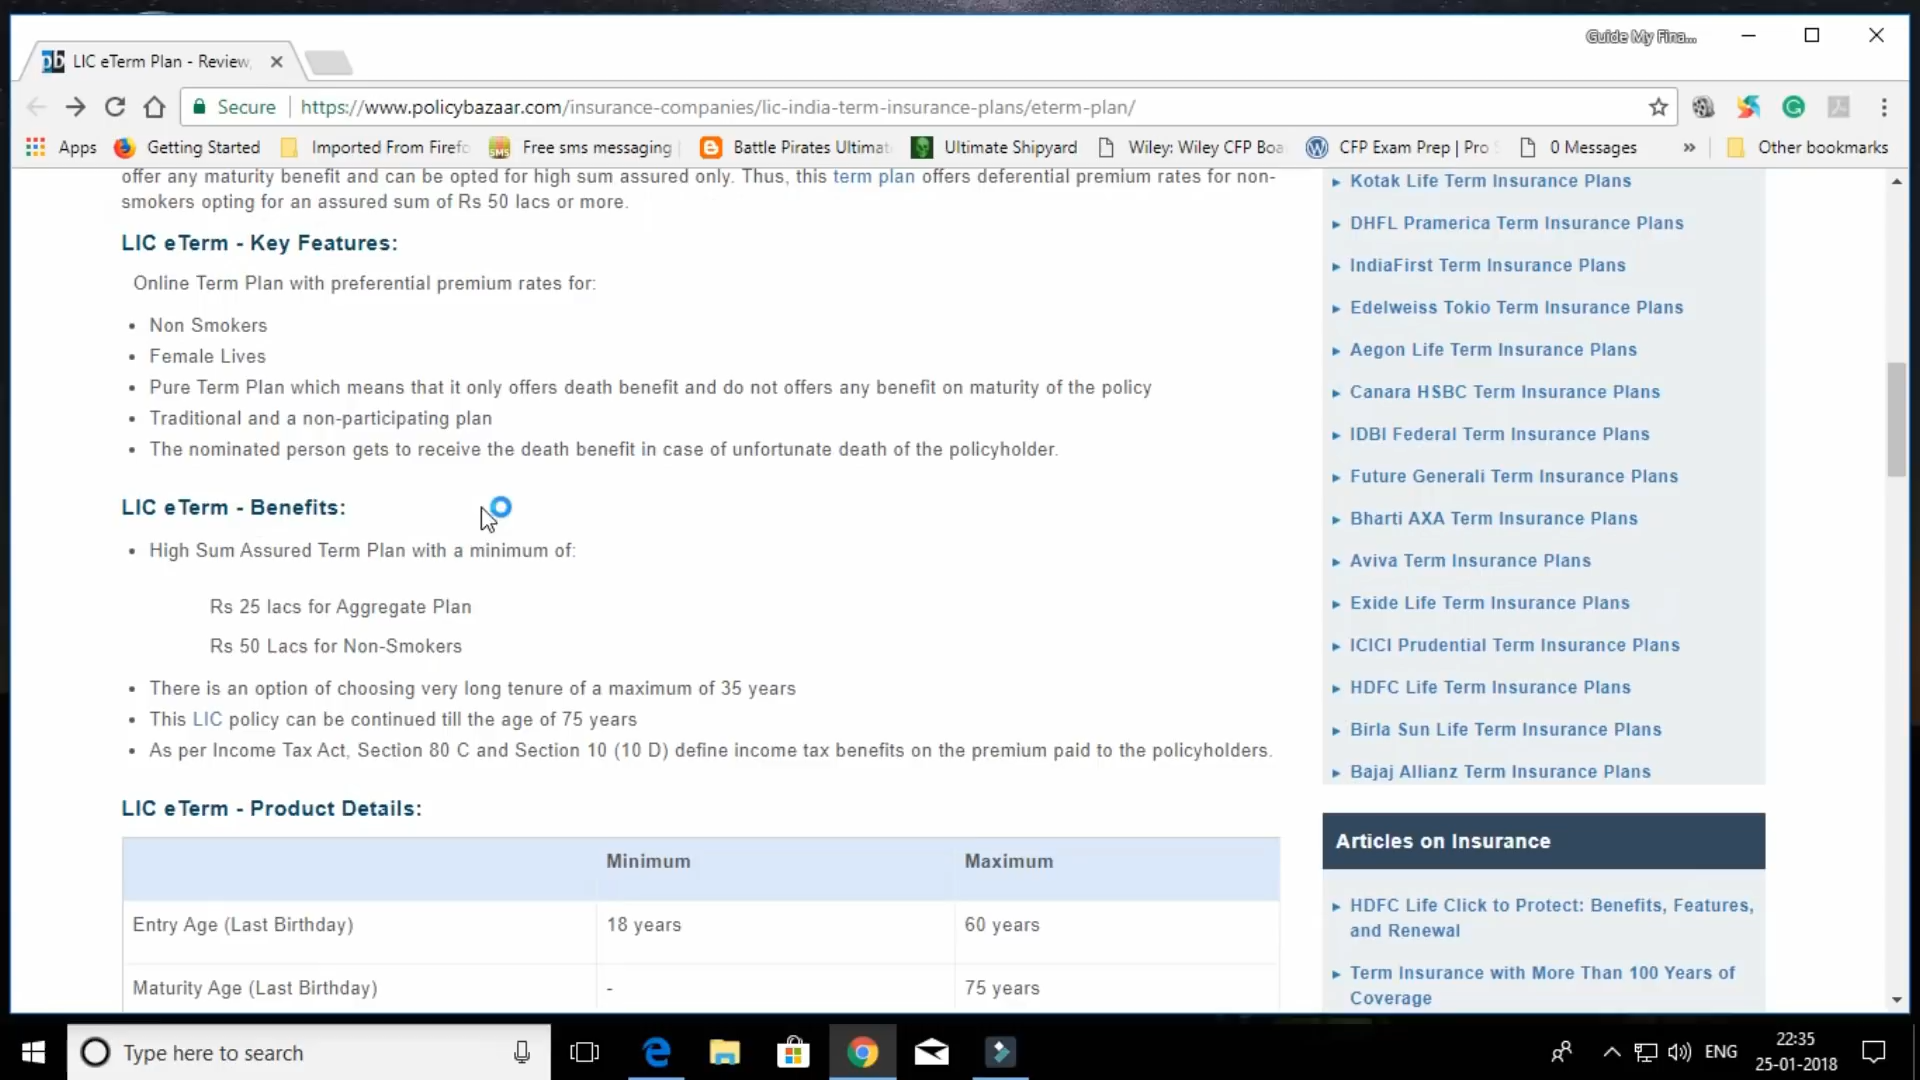 Guide My Fina...
LIC eTerm Plan - Review,
Secure https://www.policybazaar.com/insurance-companies/lic-india-term-insurance-plans/eterm-plan/
Apps Getting Started Imported From Firefo Free sms messaging Battle Pirates Ultimat Ultimate Shipyard Wiley: Wiley CFP Boa CFP Exam Prep | Pro 0 Messages » Other bookmarks
offer any maturity benefit and can be opted for high sum assured only. Thus, this term plan offers deferential premium rates for non-
smokers opting for an assured sum of Rs 50 lacs or more.
LIC eTerm - Key Features:
Online Term Plan with preferential premium rates for:
• Non Smokers
• Female Lives
• Pure Term Plan which means that it only offers death benefit and do not offers any benefit on maturity of the policy
• Traditional and a non-participating plan
• The nominated person gets to receive the death benefit in case of unfortunate death of the policyholder.
LIC eTerm - Benefits:
• High Sum Assured Term Plan with a minimum of:
Rs 25 lacs for Aggregate Plan
Rs 50 Lacs for Non-Smokers
• There is an option of choosing very long tenure of a maximum of 35 years
• This LIC policy can be continued till the age of 75 years
• As per Income Tax Act, Section 80 C and Section 10 (10 D) define income tax benefits on the premium paid to the policyholders.
LIC eTerm - Product Details:
Minimum Maximum
Entry Age (Last Birthday) 18 years 60 years
Maturity Age (Last Birthday) - 75 years
Kotak Life Term Insurance Plans
DHFL Pramerica Term Insurance Plans
IndiaFirst Term Insurance Plans
Edelweiss Tokio Term Insurance Plans
Aegon Life Term Insurance Plans
Canara HSBC Term Insurance Plans
IDBI Federal Term Insurance Plans
Future Generali Term Insurance Plans
Bharti AXA Term Insurance Plans
Aviva Term Insurance Plans
Exide Life Term Insurance Plans
ICICI Prudential Term Insurance Plans
HDFC Life Term Insurance Plans
Birla Sun Life Term Insurance Plans
Bajaj Allianz Term Insurance Plans
Articles on Insurance
HDFC Life Click to Protect: Benefits, Features,
and Renewal
Term Insurance with More Than 100 Years of
Coverage
Type here to search
ENG
22:35
25-01-2018